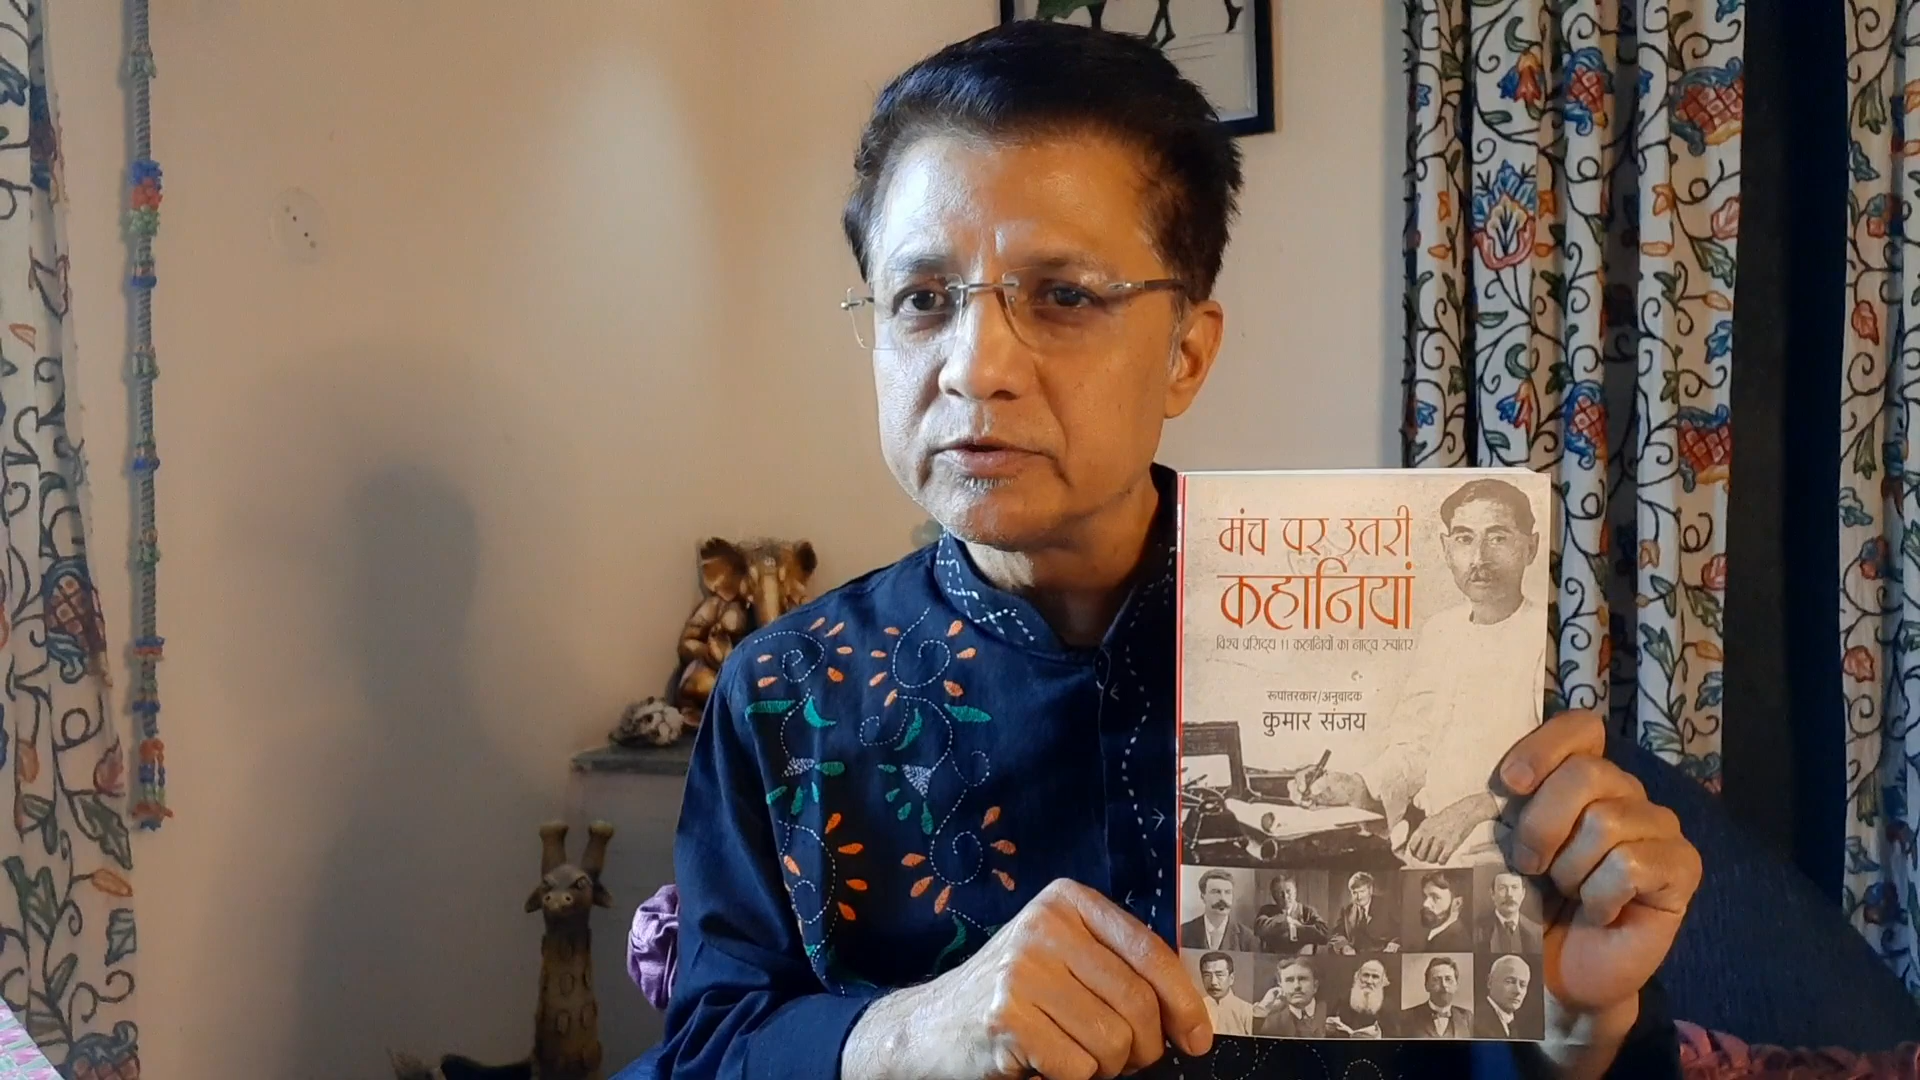 मंच पर उतरी
कहानियां
विश्व प्रसिद्ध 11 कहानियों का नाट्य रूपांतर
रूपान्तरकार/अनुवादक
कुमार संजय